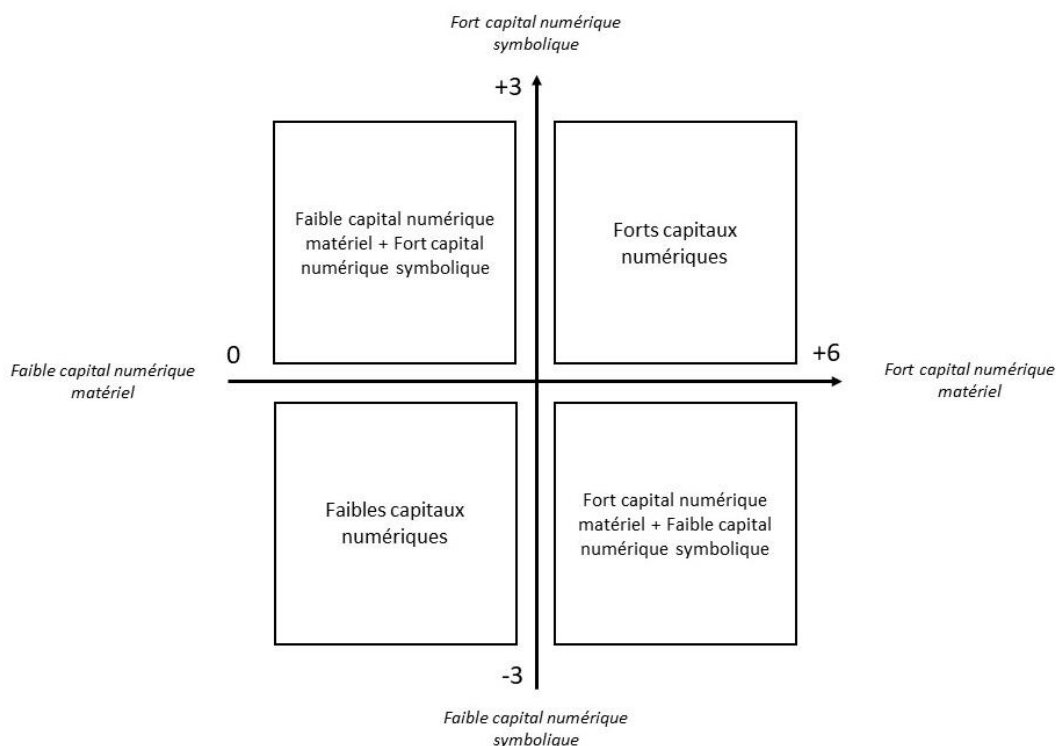 Fort capital numérique
symbolique
+3
Faible capital numérique
matériel + Fort capital
numérique symbolique
Forts capitaux
numériques
0
+6
Faible capital numérique
matériel
Fort capital numérique
matériel
Faibles capitaux
numériques
Fort capital numérique
matériel + Faible capital
numérique symbolique
-3
Faible capital numérique
symbolique